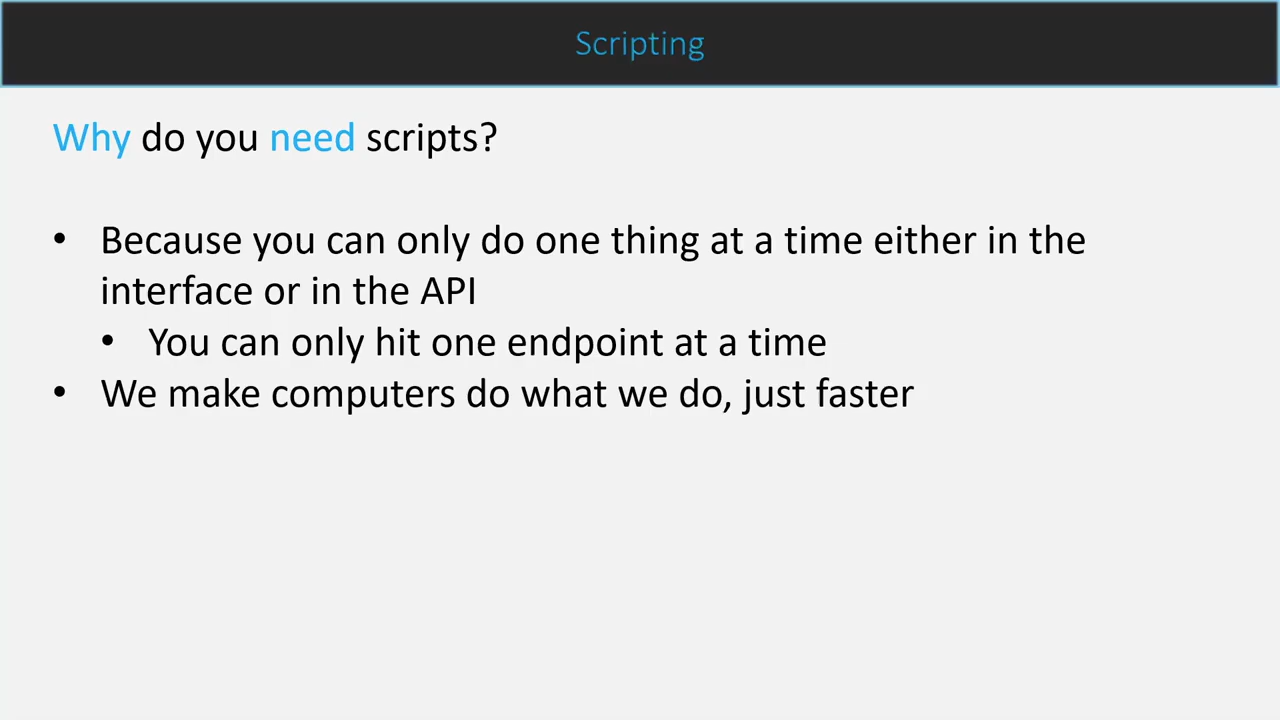 Scripting
Why do you need scripts?
• Because you can only do one thing at a time either in the
interface or in the API
• You can only hit one endpoint at a time
• We make computers do what we do, just faster